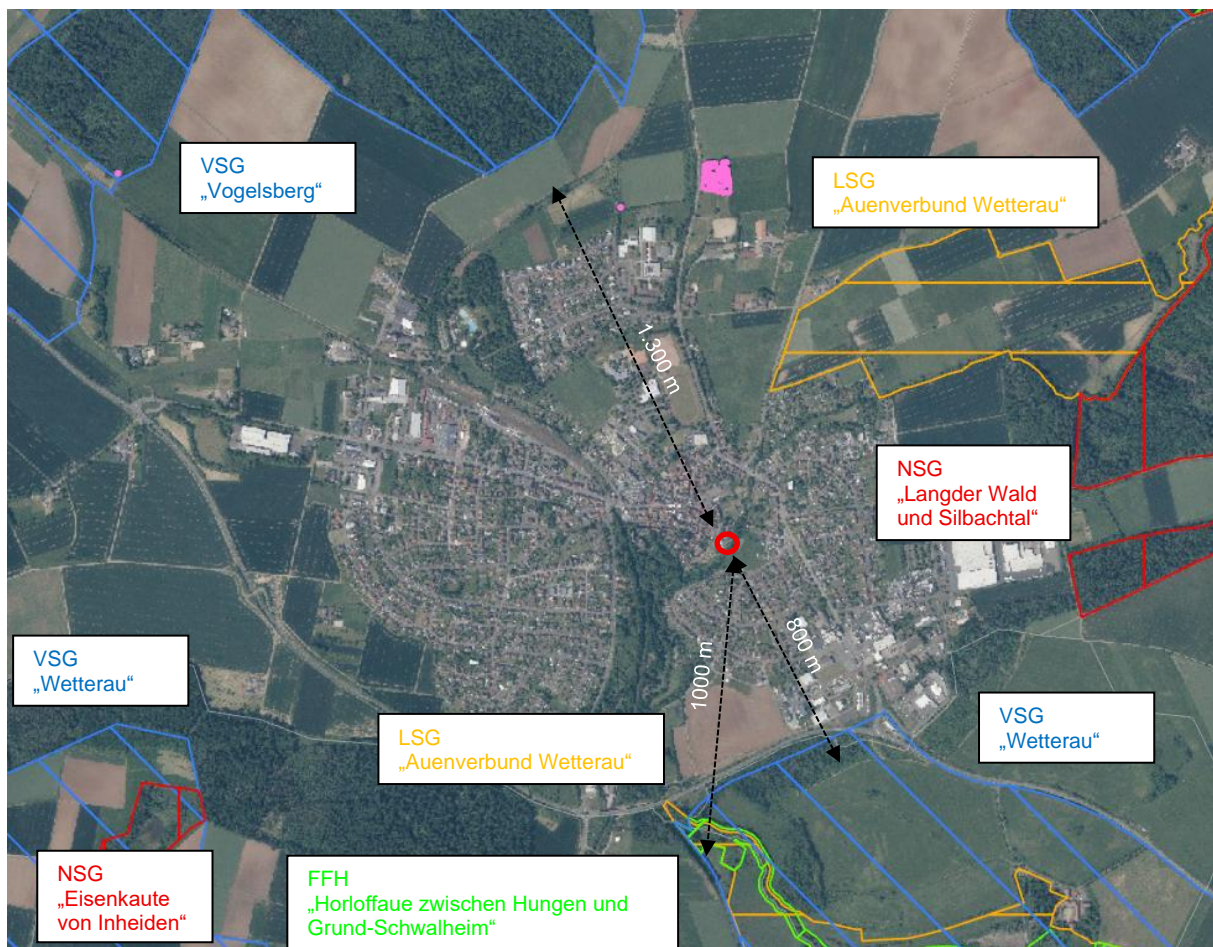 VSG
„Vogelsberg“
LSG
„Auenverbund Wetterau“
1.300 m
NSG
„Langder Wald
und Silbachtal“
VSG
„Wetterau“
1000 m
800 m
LSG
„Auenverbund Wetterau“
VSG
„Wetterau“
NSG
„Eisenkaute
von Inheiden“
FFH
„Horloffaue zwischen Hungen und
Grund-Schwalheim“